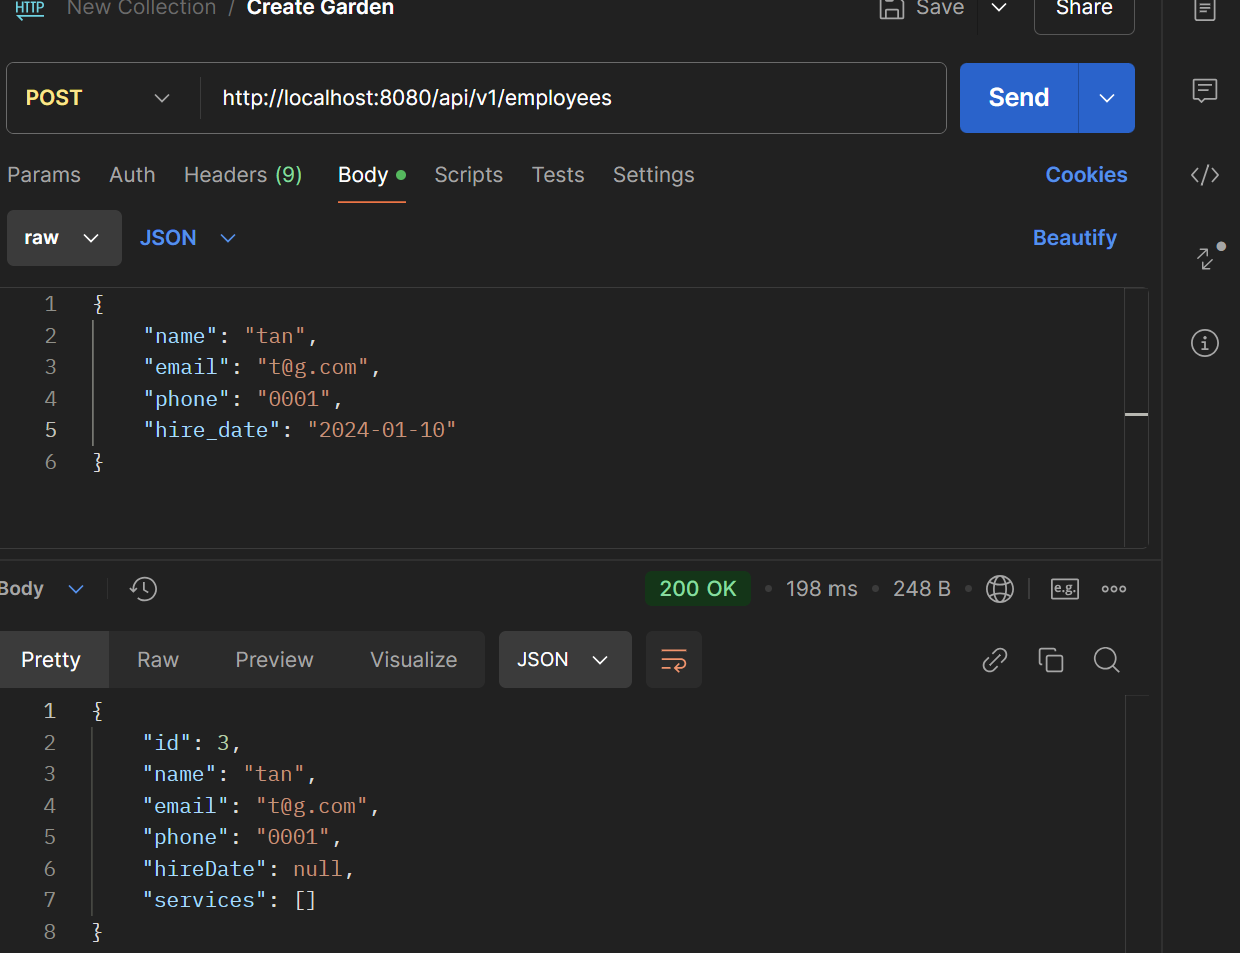 HTTP New Collection / Create Garden Save Share
POST http://localhost:8080/api/v1/employees Send
Params Auth Headers (9) Body Scripts Tests Settings Cookies
raw JSON Beautify
1 {
2 "name": "tan",
3 "email": "t@g.com",
4 "phone": "0001",
5 "hire_date": "2024-01-10"
6 }
Body 200 OK • 198 ms • 248 B • e.g.
Pretty Raw Preview Visualize JSON
1 {
2 "id": 3,
3 "name": "tan",
4 "email": "t@g.com",
5 "phone": "0001",
6 "hireDate": null,
7 "services": []
8 }